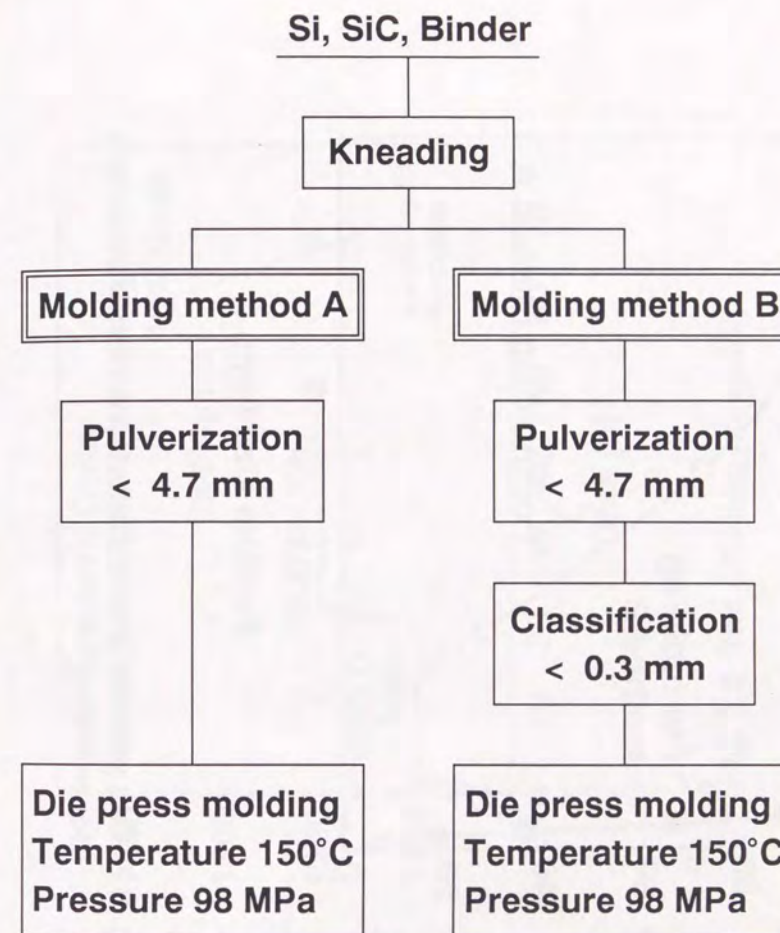 Si, SiC, Binder
Kneading
Molding method A
Molding method B
Pulverization
< 4.7 mm
Pulverization
< 4.7 mm
Classification
< 0.3 mm
Die press molding
Temperature 150°C
Pressure 98 MPa
Die press molding
Temperature 150°C
Pressure 98 MPa